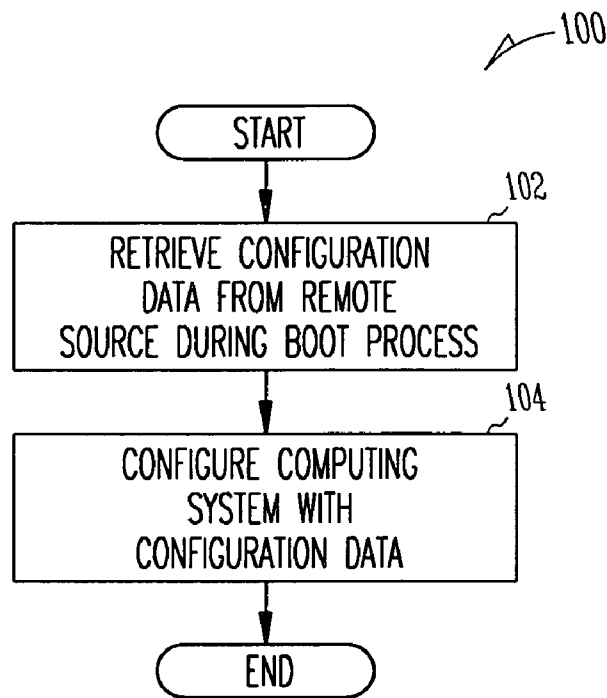 100
START
102
RETRIEVE CONFIGURATION
DATA FROM REMOTE
SOURCE DURING BOOT PROCESS
104
CONFIGURE COMPUTING
SYSTEM WITH
CONFIGURATION DATA
END